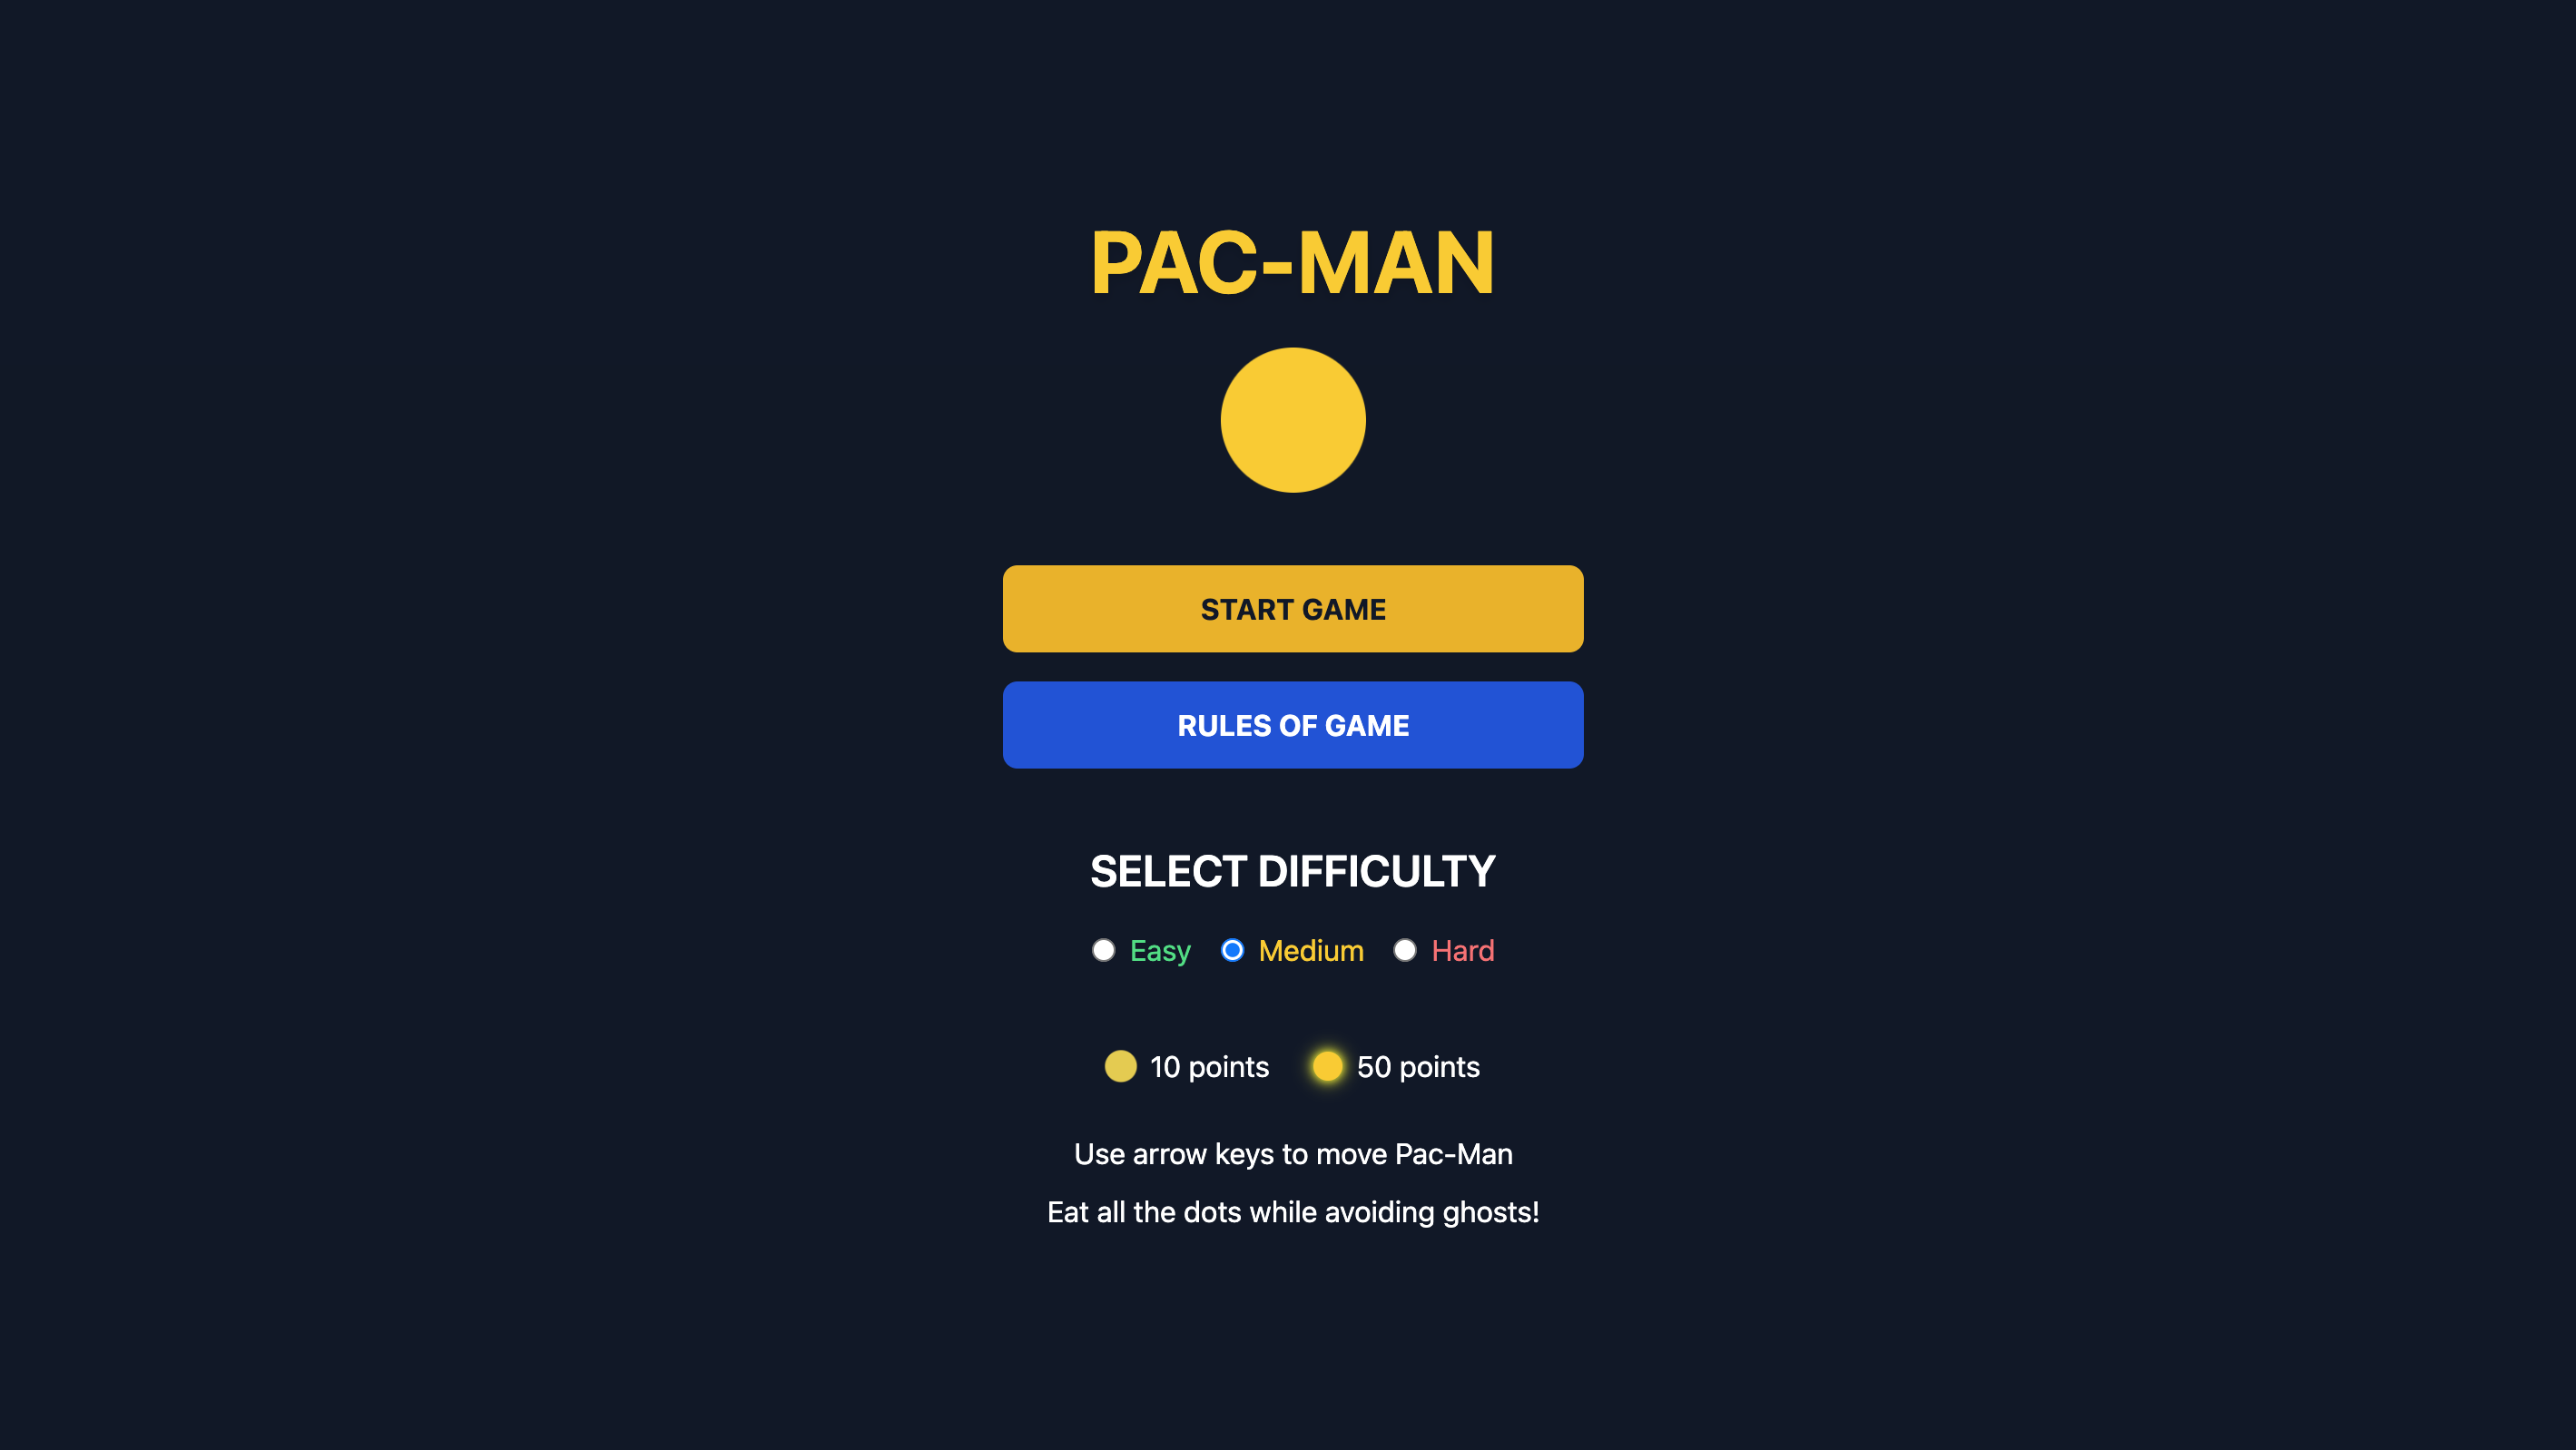 PAC-MAN
START GAME
RULES OF GAME
SELECT DIFFICULTY
Easy Medium Hard
10 points 50 points
Use arrow keys to move Pac-Man
Eat all the dots while avoiding ghosts!